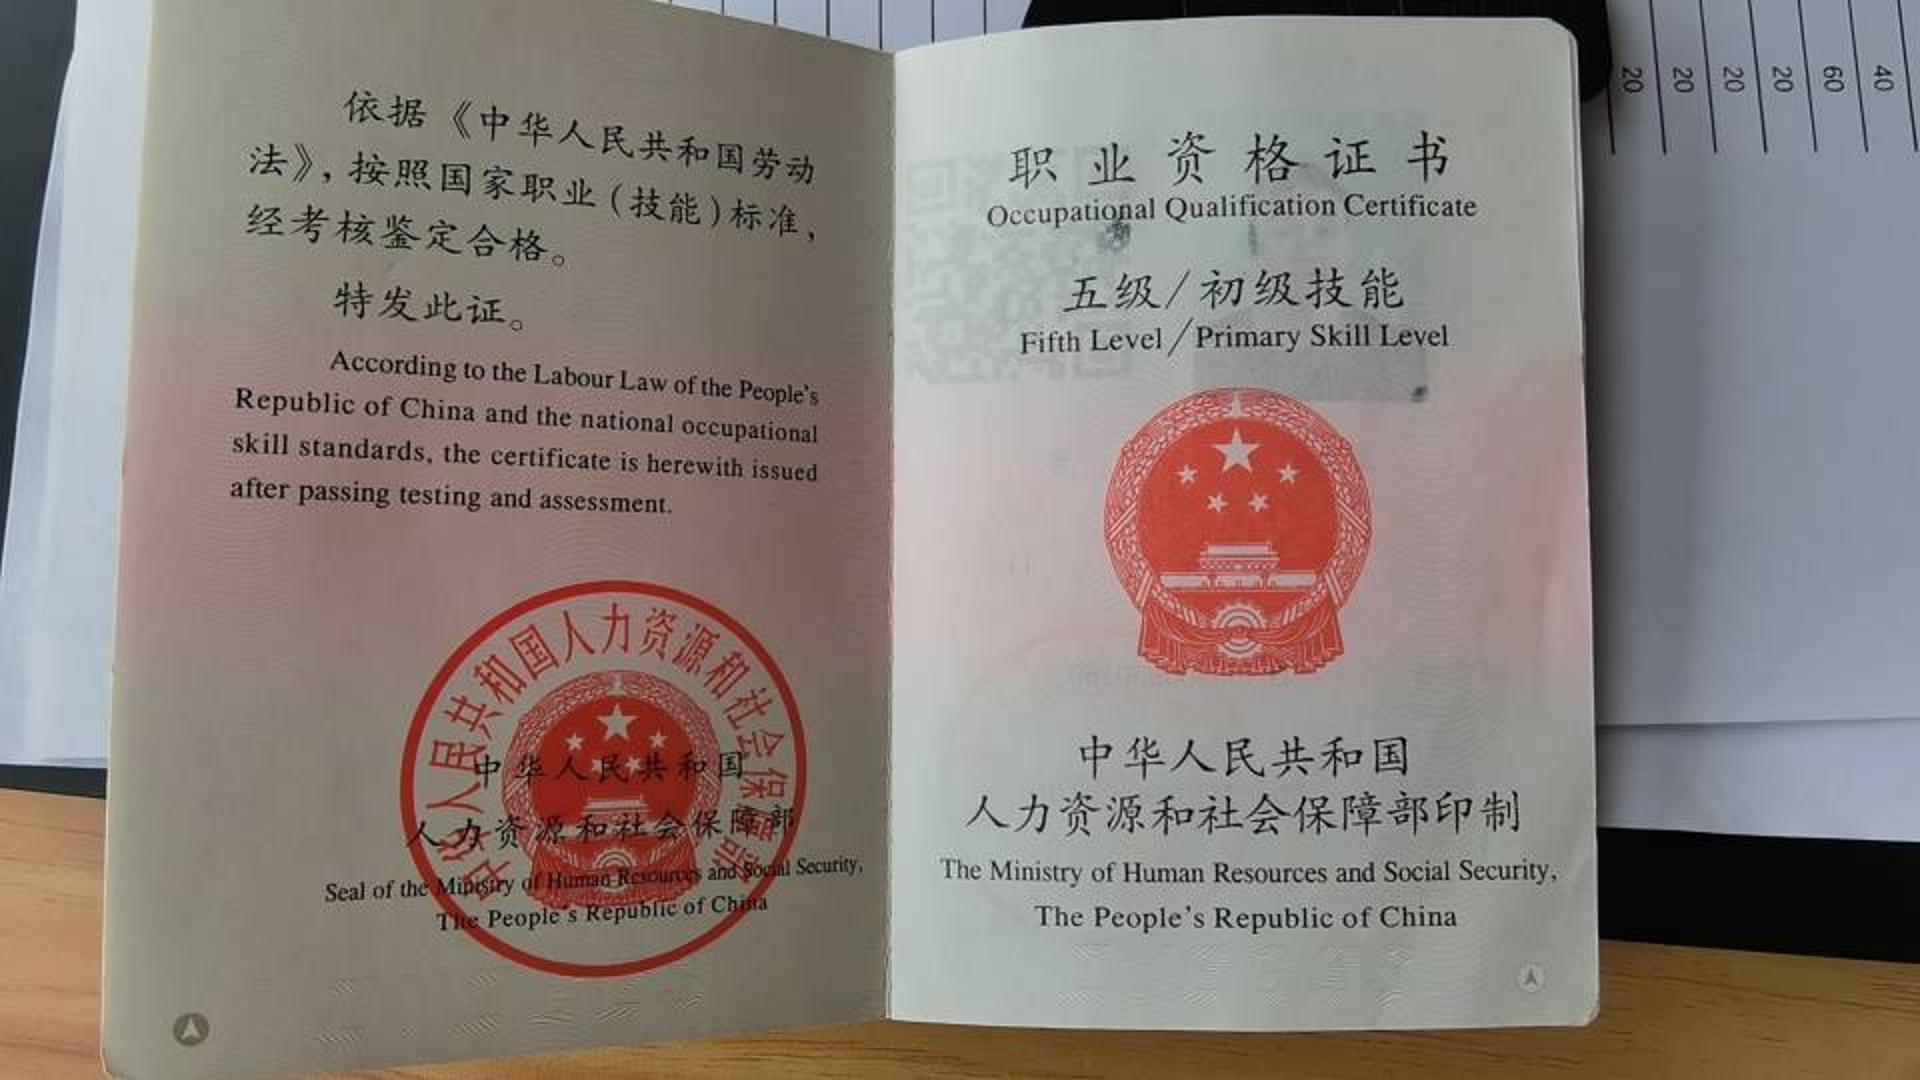 依据《中华人民共和国劳动
法》，按照国家职业（技能）标准，
经考核鉴定合格。
特发此证。
According to the Labour Law of the People's
Republic of China and the national occupational
skill standards, the certificate is herewith issued
after passing testing and assessment.
中华人民共和国人力资源和社会保障部
中华人民共和国
人力资源和社会保障部
Seal of the Ministry of Human Resources and Social Security,
The People's Republic of China
职业资格证书
Occupational Qualification Certificate
五级/初级技能
Fifth Level/Primary Skill Level
中华人民共和国
人力资源和社会保障部印制
The Ministry of Human Resources and Social Security,
The People's Republic of China
20
20
20
20
60
40